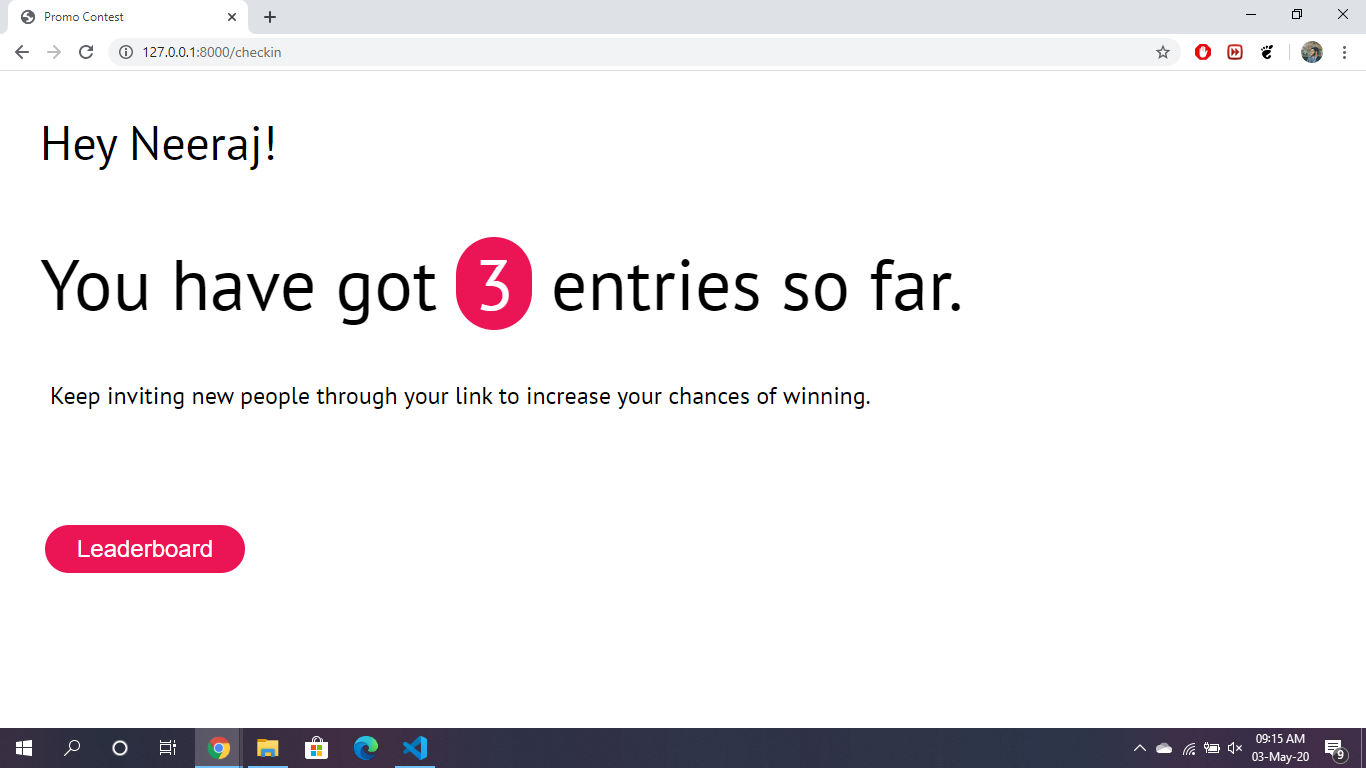 Promo Contest
127.0.0.1:8000/checkin
Hey Neeraj!
You have got 3 entries so far.
Keep inviting new people through your link to increase your chances of winning.
Leaderboard
09:15 AM
03-May-20
9